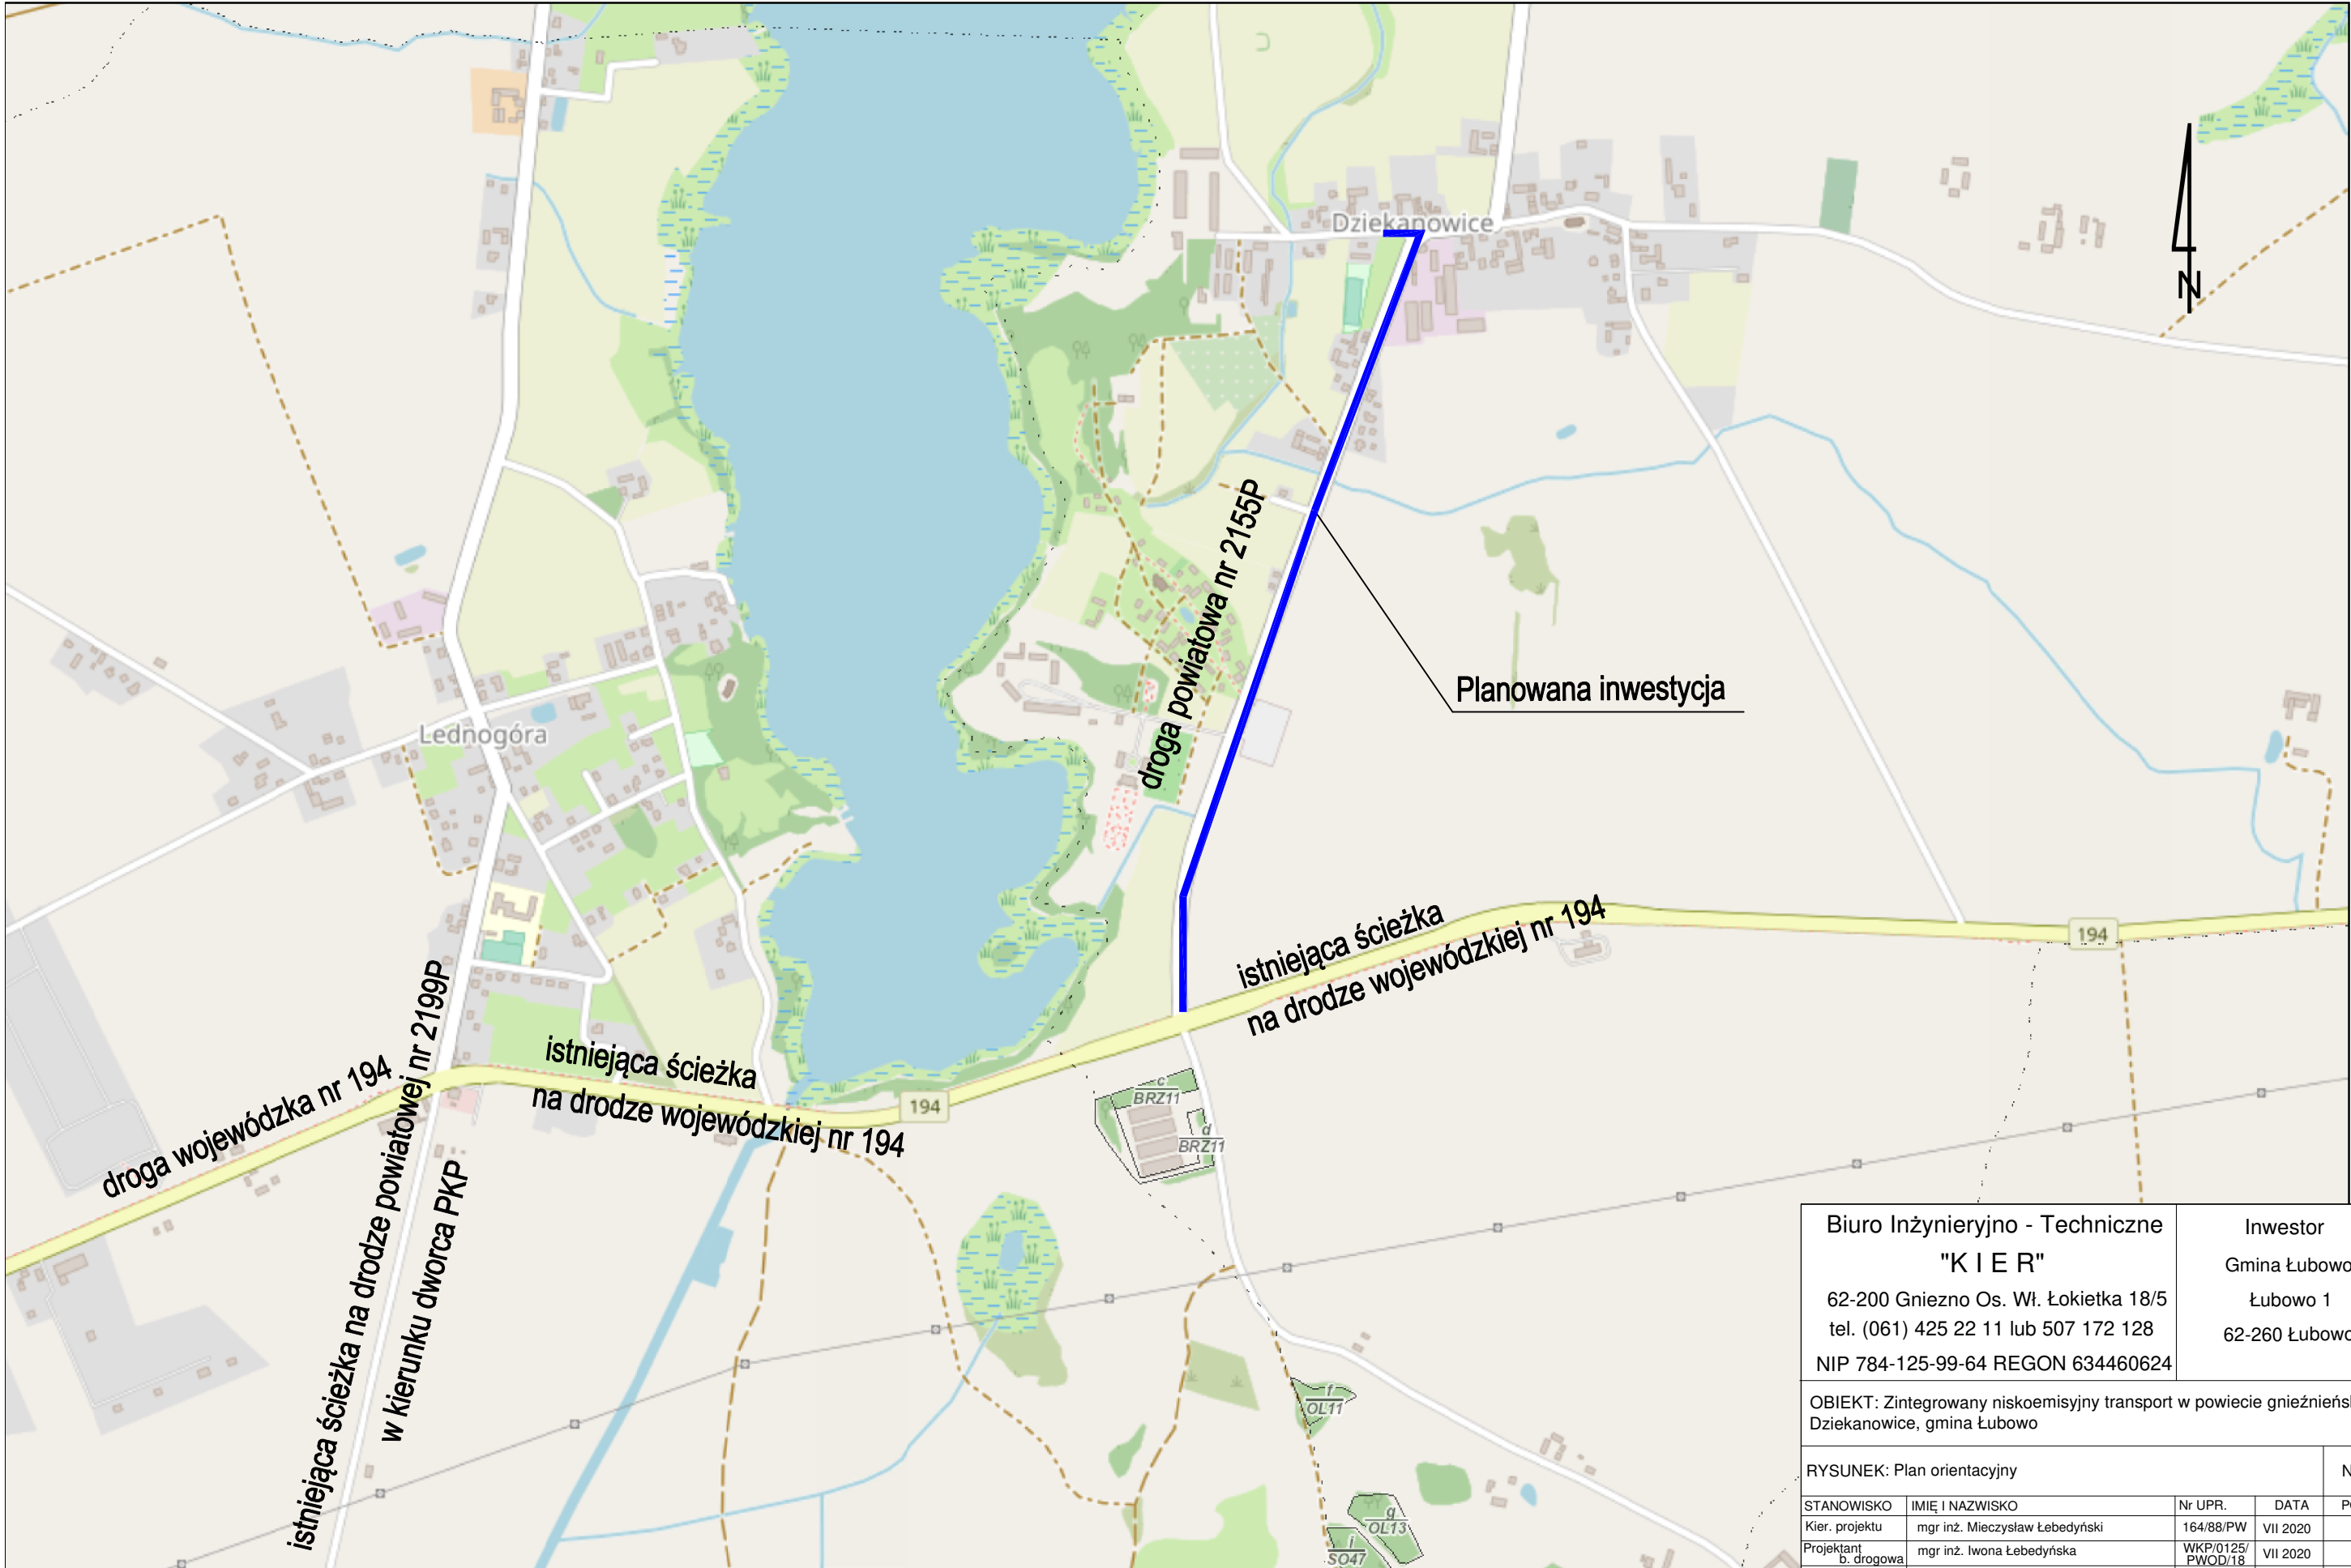 Dziekanowice
N
droga powiatowa nr 2155P
Planowana inwestycja
Lednogóra
istniejąca ścieżka
na drodze wojewódzkiej nr 194
194
istniejąca ścieżka
na drodze wojewódzkiej nr 194
194
droga wojewódzka nr 194
istniejąca ścieżka na drodze powiatowej nr 2199P
w kierunku dworca PKP
c
BRZ11
d
BRZ11
f
OL11
g
OL13
i
SO47
Biuro Inżynieryjno - Techniczne
"K I E R"
62-200 Gniezno Os. Wł. Łokietka 18/5
tel. (061) 425 22 11 lub 507 172 128
NIP 784-125-99-64 REGON 634460624
Inwestor
Gmina Łubowo
Łubowo 1
62-260 Łubowo
OBIEKT: Zintegrowany niskoemisyjny transport w powiecie
Dziekanowice, gmina Łubowo
RYSUNEK: Plan orientacyjny
STANOWISKO IMIĘ I NAZWISKO Nr UPR. DATA
Kier. projektu mgr inż. Mieczysław Łebedyński 164/88/PW VII 2020
Projektant b. drogowa mgr inż. Iwona Łebedyńska WKP/0125/ PWOD/18 VII 2020